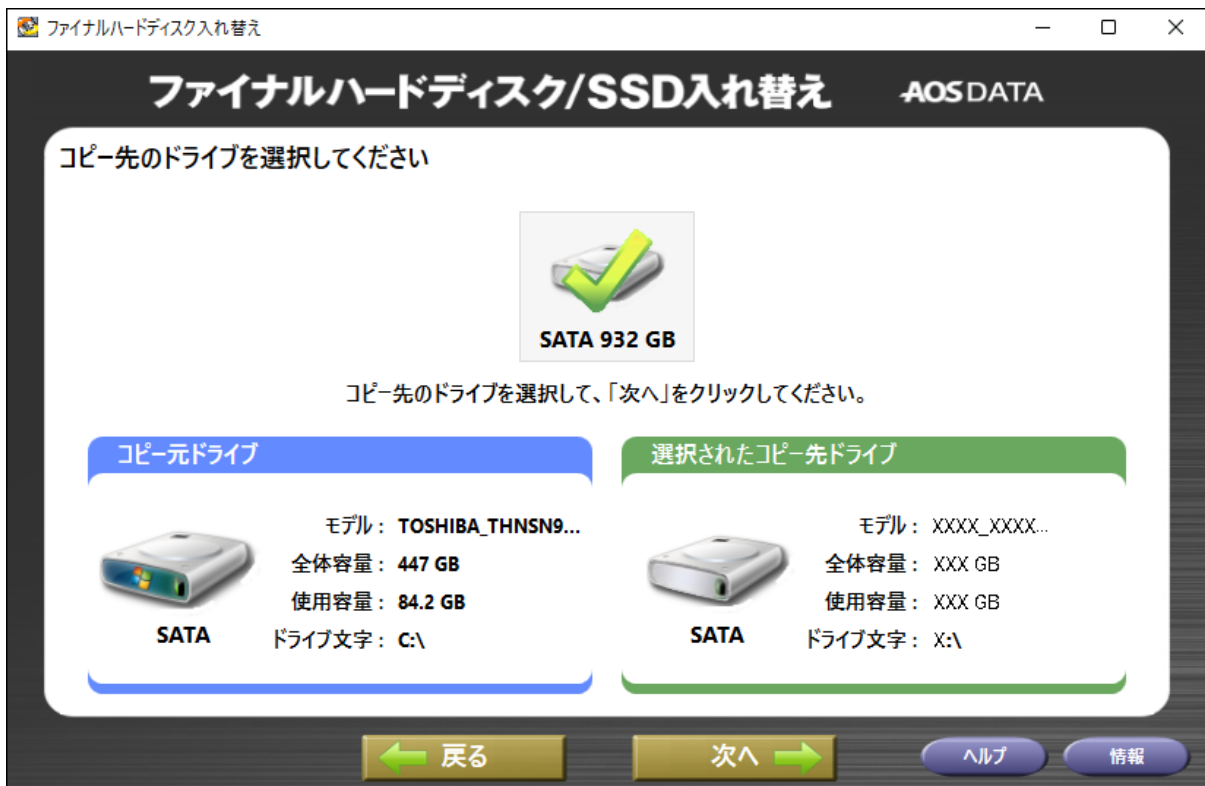 ファイナルハードディスク入れ替え
ファイナルハードディスク/SSD入れ替え
AOSDATA
コピー先のドライブを選択してください
SATA 932 GB
コピー先のドライブを選択して、「次へ」をクリックしてください。
コピー元ドライブ
モデル： TOSHIBA_THNSN9...
全体容量： 447 GB
使用容量： 84.2 GB
ドライブ文字： C:\
SATA
選択されたコピー先ドライブ
モデル： XXXX_XXXX...
全体容量： XXX GB
使用容量： XXX GB
ドライブ文字： X:\
SATA
戻る
次へ
ヘルプ
情報